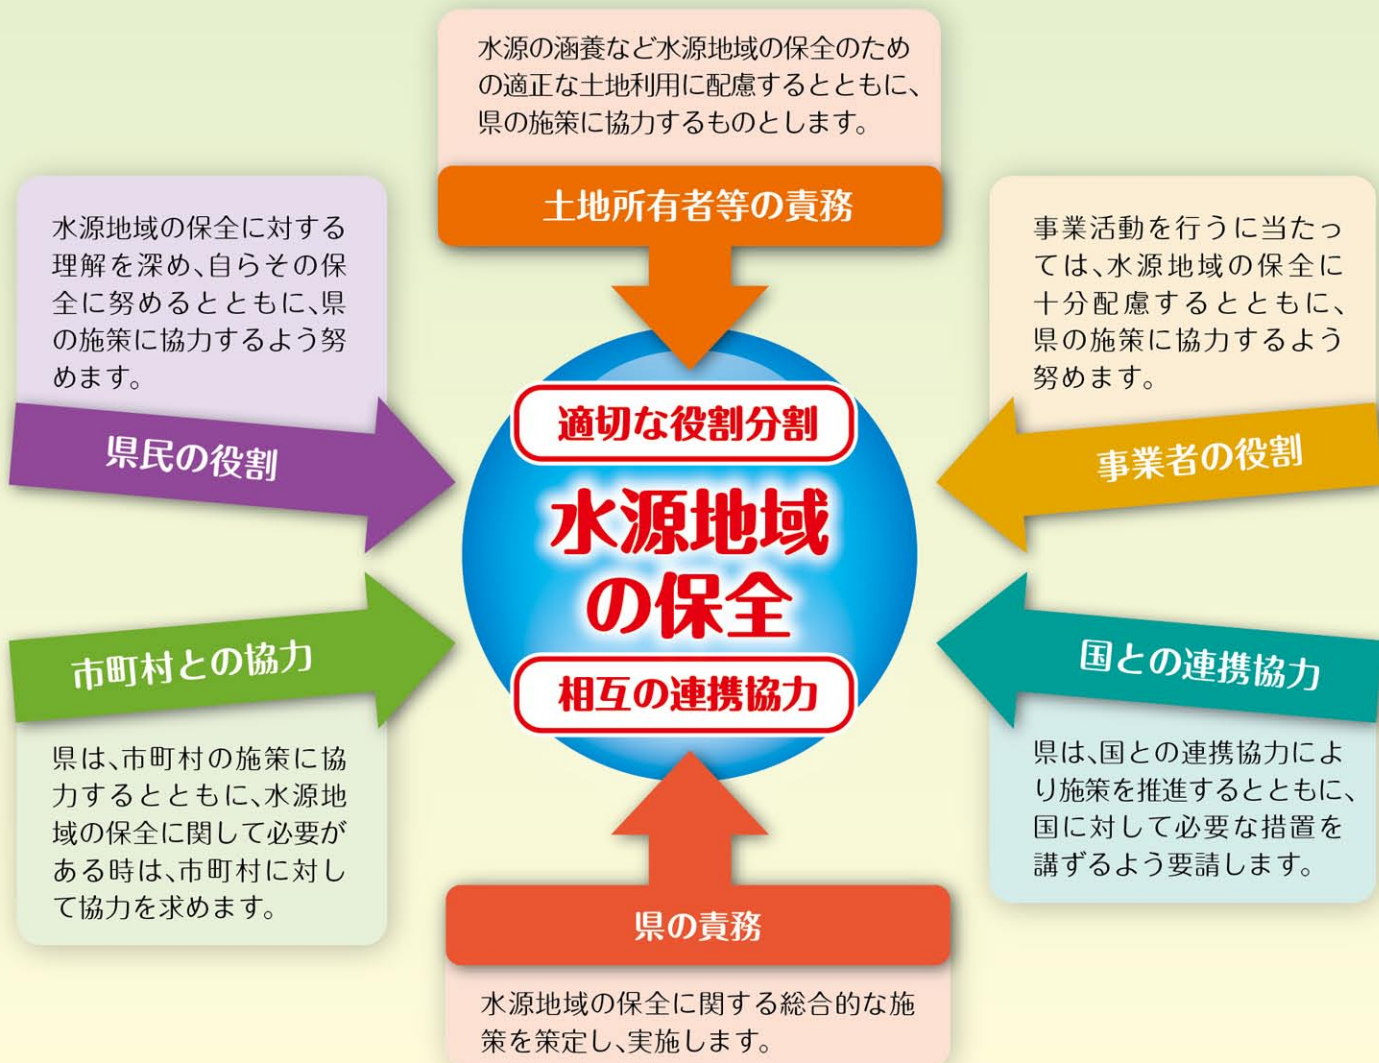 水源の涵養など水源地域の保全のため
の適正な土地利用に配慮するとともに、
県の施策に協力するものとします。
土地所有者等の責務
水源地域の保全に対する
理解を深め、自らその保
全に努めるとともに、県
の施策に協力するよう努
めます。
県民の役割
事業活動を行うに当たっ
ては、水源地域の保全に
十分配慮するとともに、
県の施策に協力するよう
努めます。
事業者の役割
適切な役割分割
水源地域
の保全
相互の連携協力
市町村との協力
県は、市町村の施策に協
力するとともに、水源地
域の保全に関して必要が
ある時は、市町村に対し
て協力を求めます。
国との連携協力
県は、国との連携協力によ
り施策を推進するとともに、
国に対して必要な措置を
講ずるよう要請します。
県の責務
水源地域の保全に関する総合的な施
策を策定し、実施します。